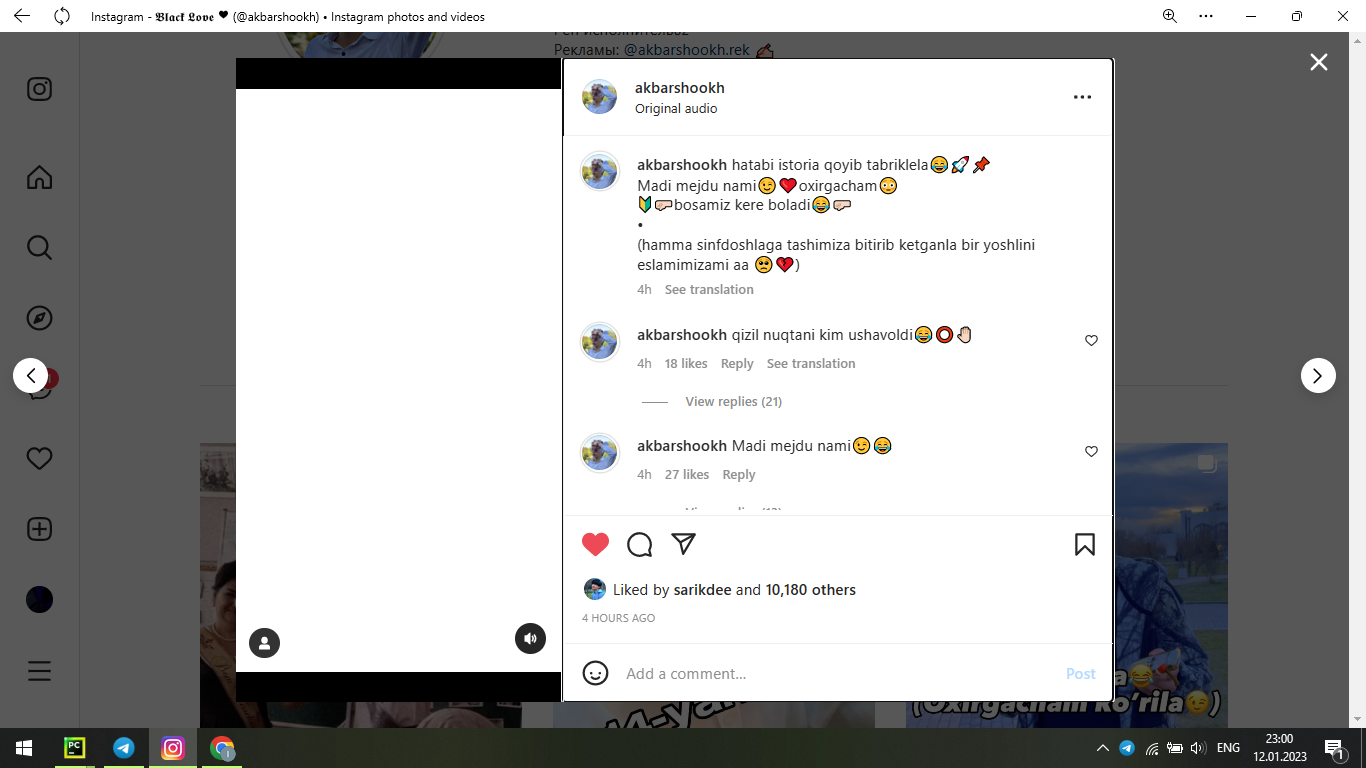 Instagram - 𝕭𝖑𝖆𝖈𝖐 𝕷𝖔𝖛𝖊 ♥ (@akbarshookh) • Instagram photos and videos
Рекламы: @akbarshookh.rek ✍🏻
akbarshookh
Original audio
akbarshookh hatabi istoria qoyib tabriklela😂🚀📌
Madi mejdu nami😉❤️oxirgacham😳
🔰🤛🏻bosamiz kere boladi😂🤛🏻
•
(hamma sinfdoshlaga tashimiza bitirib ketganla bir yoshlini
eslamimizami aa 🥺💔)
4h See translation
akbarshookh qizil nuqtani kim ushavoldi😂⭕🤚🏻
4h 18 likes Reply See translation
View replies (21)
akbarshookh Madi mejdu nami😉😂
4h 27 likes Reply
Liked by sarikdee and 10,180 others
4 HOURS AGO
Add a comment...
Post
(Oxirgacham ko'rila😉)
PC
ENG
23:00
12.01.2023
1